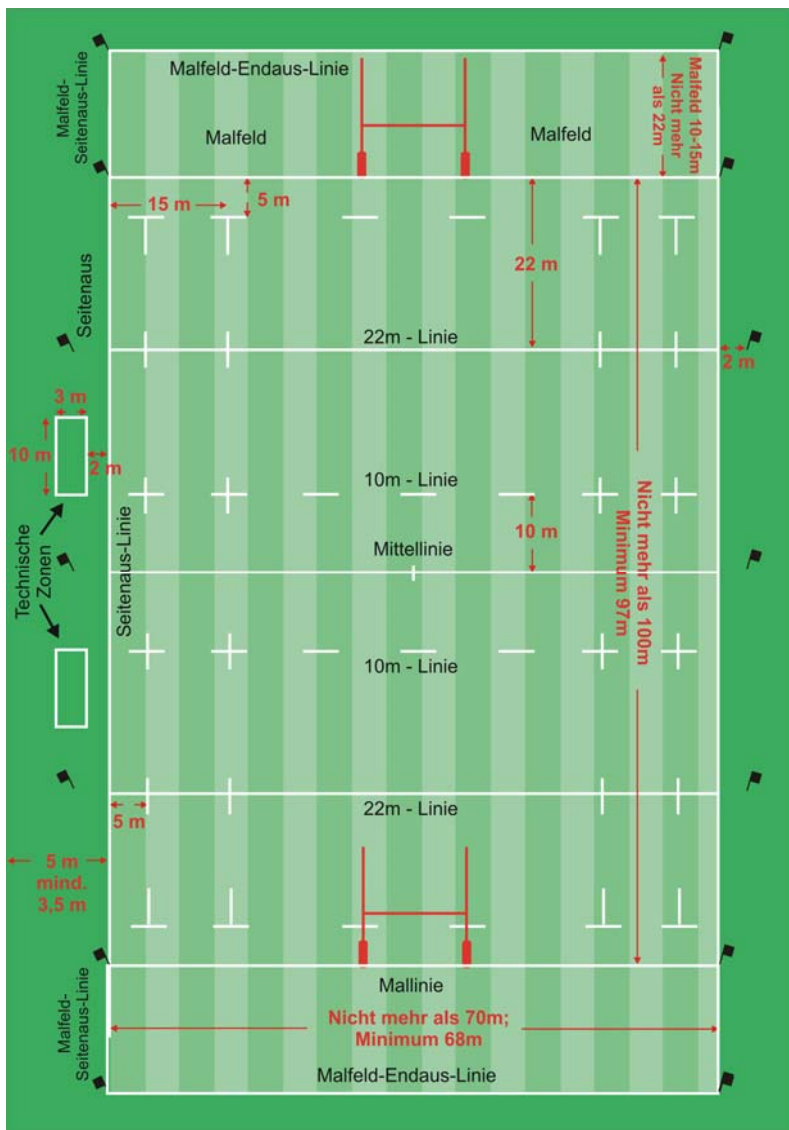 Malfeld-
Seitenaus-Linie
Malfeld-Endaus-Linie
Malfeld
Malfeld
Malfeld 10-15m
Nicht mehr
als 22m
15 m
5 m
22 m
Seitenaus
22m - Linie
2 m
3 m
10 m
2 m
10m - Linie
10 m
Nicht mehr als 100m
Minimum 97m
Technische
Zonen
Seitenaus-Linie
Mittellinie
10m - Linie
22m - Linie
5 m
5 m
mind.
3,5 m
Malfeld-
Seitenaus-Linie
Mallinie
Nicht mehr als 70m;
Minimum 68m
Malfeld-Endaus-Linie